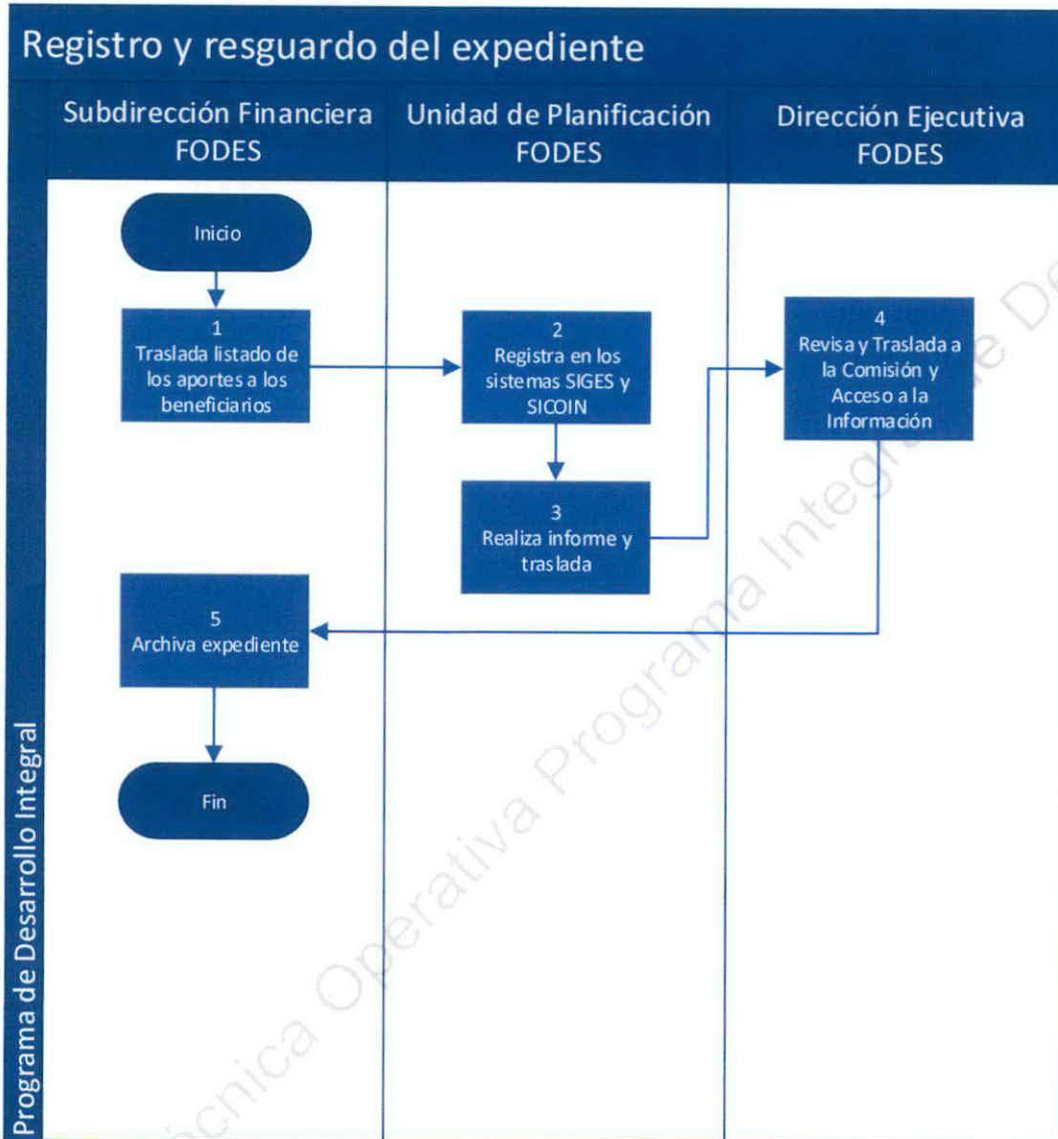 Registro y resguardo del expediente
Subdirección Financiera
FODES
Unidad de Planificación
FODES
Dirección Ejecutiva
FODES
Inicio
1
Traslada listado de
los aportes a los
beneficiarios
2
Registra en los
sistemas SIGES y
SICOIN
3
Realiza informe y
traslada
4
Revisa y Traslada a
la Comisión y
Acceso a la
Información
5
Archiva expediente
Fin
Programa de Desarrollo Integral
Operativa Programa